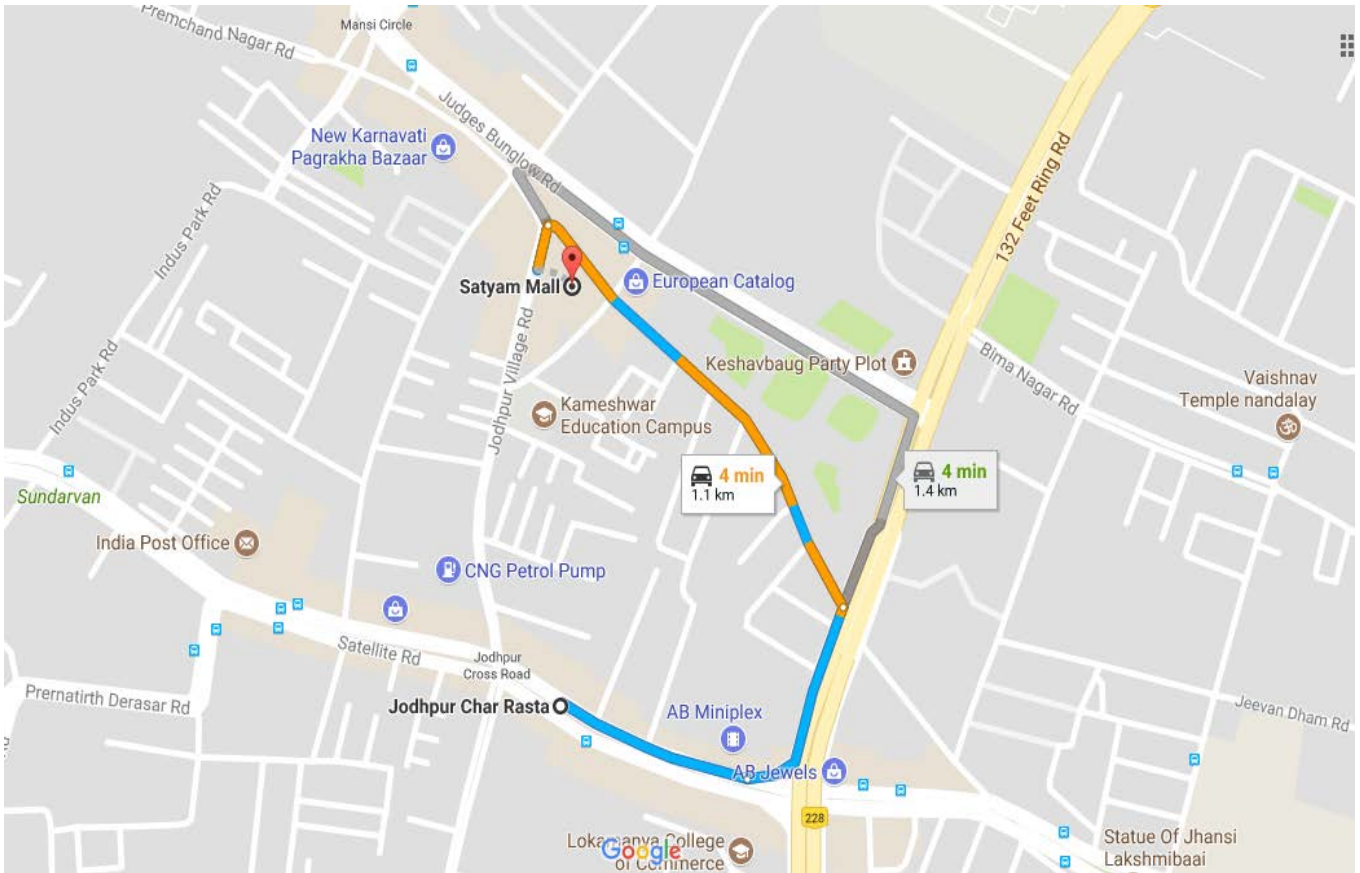 Premchand Nagar Rd
Mansi Circle
Judges Bunglow Rd
New Karnavati
Pagrakha Bazaar
132 Feet Ring Rd
Indus Park Rd
Satyam Mall
European Catalog
Jodhpur Village Rd
Keshavbaug Party Plot
Bima Nagar Rd
Vaishnav
Temple nandalay
Indus Park Rd
Kameshwar
Education Campus
4 min
1.1 km
4 min
1.4 km
Sundarvan
India Post Office
CNG Petrol Pump
Satellite Rd
Jodhpur
Cross Road
Prernatirth Derasar Rd
Jodhpur Char Rasta
AB Miniplex
Jeevan Dham Rd
AB Jewels
228
Lokamanya College
of Commerce
Google
Statue Of Jhansi
Lakshmibaai